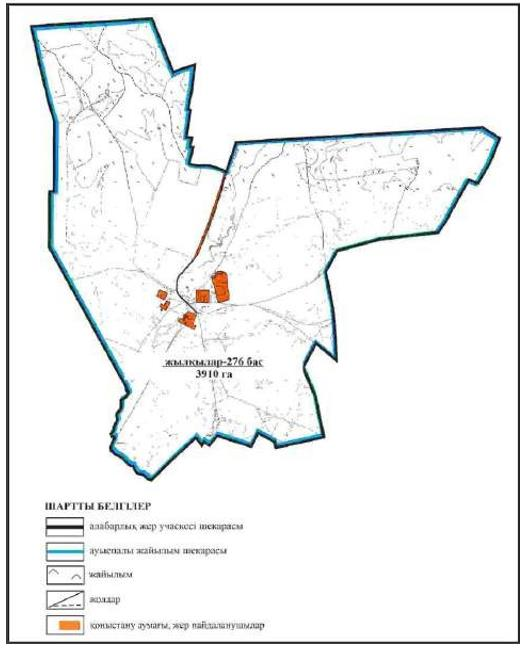 жылқылар-276 бас
3910 га
ШАРТТЫ БЕЛГІЛЕР
алабарлық жер учаскесі шекарасы
ауыспалы жайылым шекарасы
жайылым
жолдар
қоныстану аумағы, жер пайдаланушылар